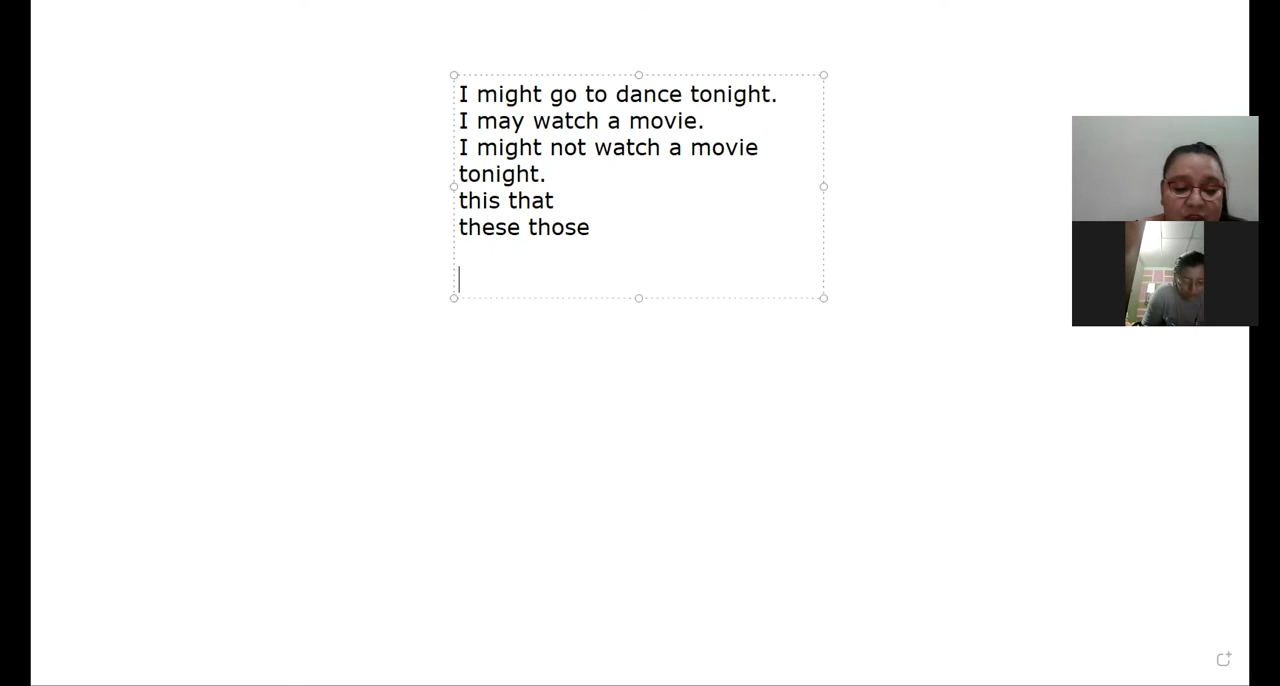 I might go to dance tonight.
I may watch a movie.
I might not watch a movie
tonight.
this that
these those